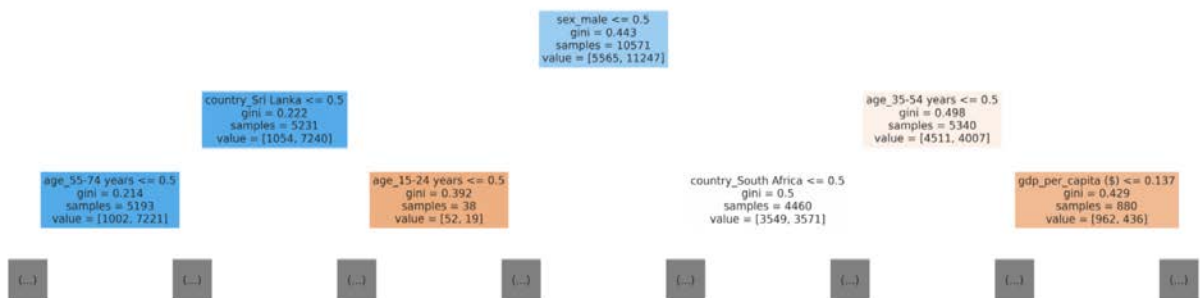 sex_male <= 0.5
gini = 0.443
samples = 10571
value = [5565, 11247]
country_Sri Lanka <= 0.5
gini = 0.222
samples = 5231
value = [1054, 7240]
age_35-54 years <= 0.5
gini = 0.498
samples = 5340
value = [4511, 4007]
age_55-74 years <= 0.5
gini = 0.214
samples = 5193
value = [1002, 7221]
age_15-24 years <= 0.5
gini = 0.392
samples = 38
value = [52, 19]
country_South Africa <= 0.5
gini = 0.5
samples = 4460
value = [3549, 3571]
gdp_per_capita ($) <= 0.137
gini = 0.429
samples = 880
value = [962, 436]
(...) (...) (...) (...) (...) (...) (...) (...)